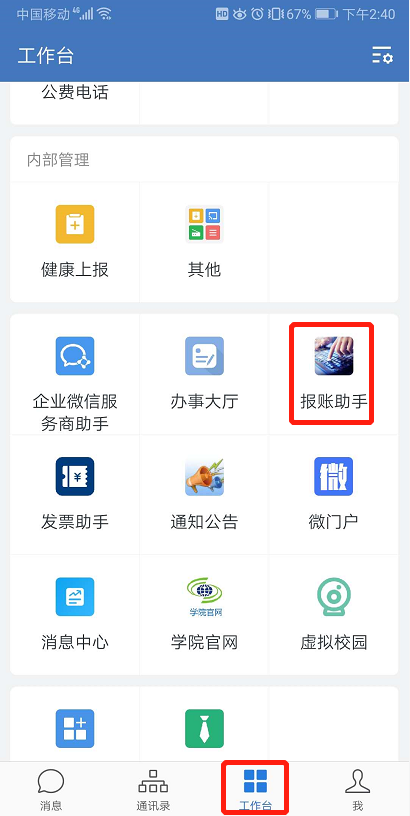 中国移动 4G HD 67% 下午2:40
工作台
公费电话
内部管理
健康上报 其他
企业微信服
务商助手 办事大厅 报账助手
发票助手 通知公告 微门户
微
学院官网
消息中心 学院官网 虚拟校园
消息 通讯录 工作台 我